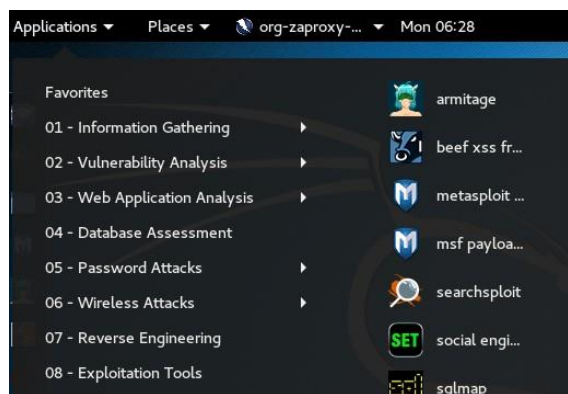 Applications Places org-zaproxy-... Mon 06:28
Favorites
01 - Information Gathering
02 - Vulnerability Analysis
03 - Web Application Analysis
04 - Database Assessment
05 - Password Attacks
06 - Wireless Attacks
07 - Reverse Engineering
08 - Exploitation Tools
armitage
beef xss fr...
metasploit ...
msf payloa...
searchsploit
SET social engi...
sqlmap